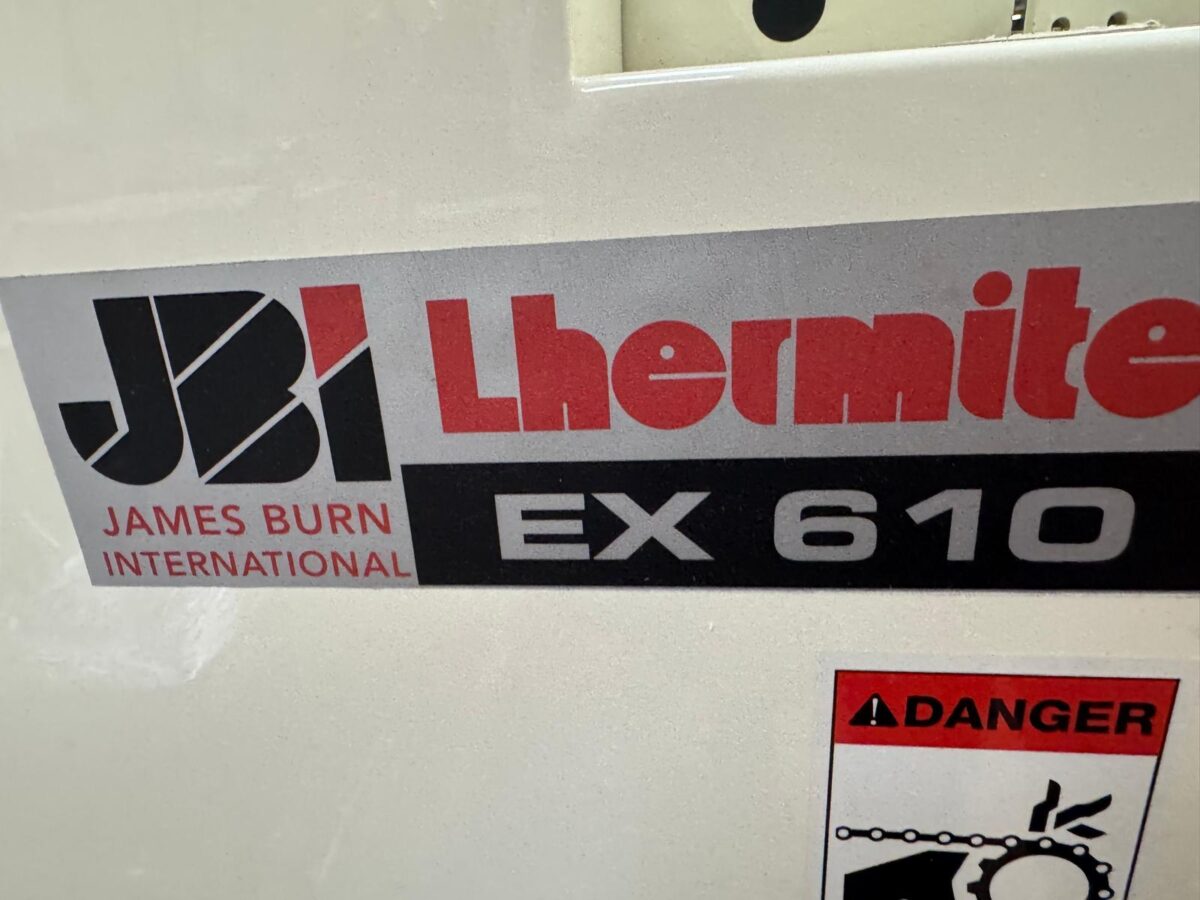 JBI
Lhermite
JAMES BURN
INTERNATIONAL
EX 610
DANGER